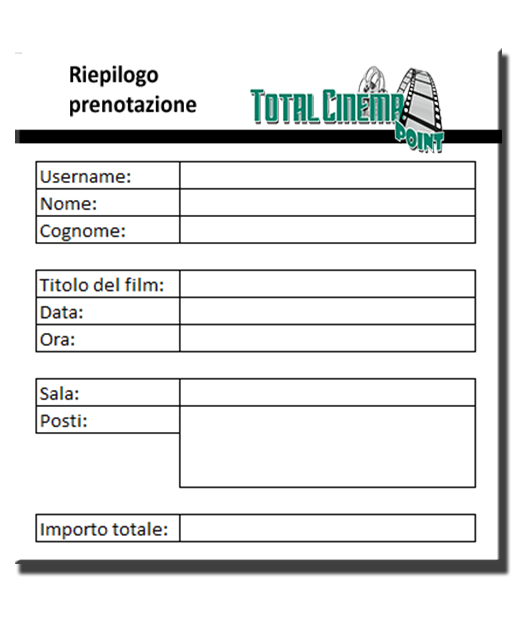 Riepilogo
prenotazione
TOTAL CINEMA
POINT
Username:
Nome:
Cognome:
Titolo del film:
Data:
Ora:
Sala:
Posti:
Importo totale: